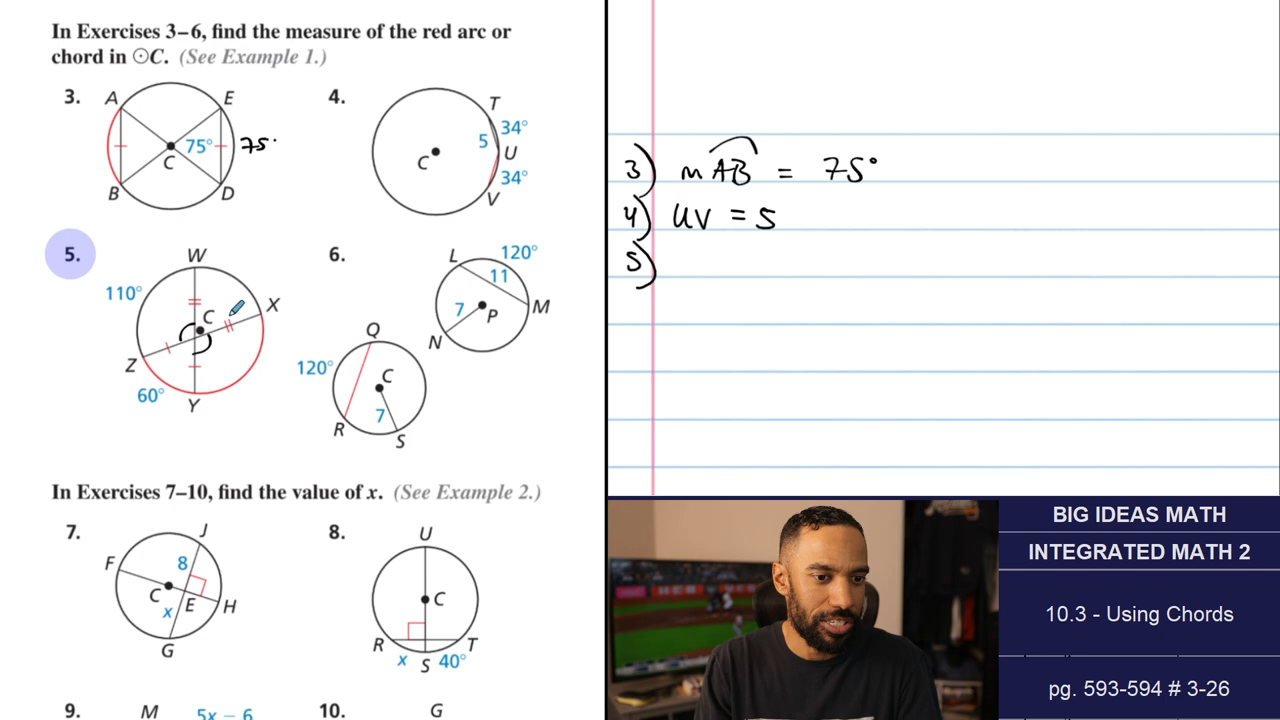 In Exercises 3–6, find the measure of the red arc or
chord in ⊙C. (See Example 1.)
3.
A
E
75°
C
B
D
75°
4.
T
34°
5
U
C
34°
V
5.
W
110°
X
C
Z
60°
Y
6.
L
120°
11
7
P
M
N
Q
120°
C
7
R
S
In Exercises 7–10, find the value of x. (See Example 2.)
7.
J
F
8
C
E
H
x
G
8.
U
C
R
T
x
S
40°
9.
M
5x − 6
10.
G
3) mAB = 75°
4) UV = 5
5)
BIG IDEAS MATH
INTEGRATED MATH 2
10.3 - Using Chords
pg. 593-594 # 3-26